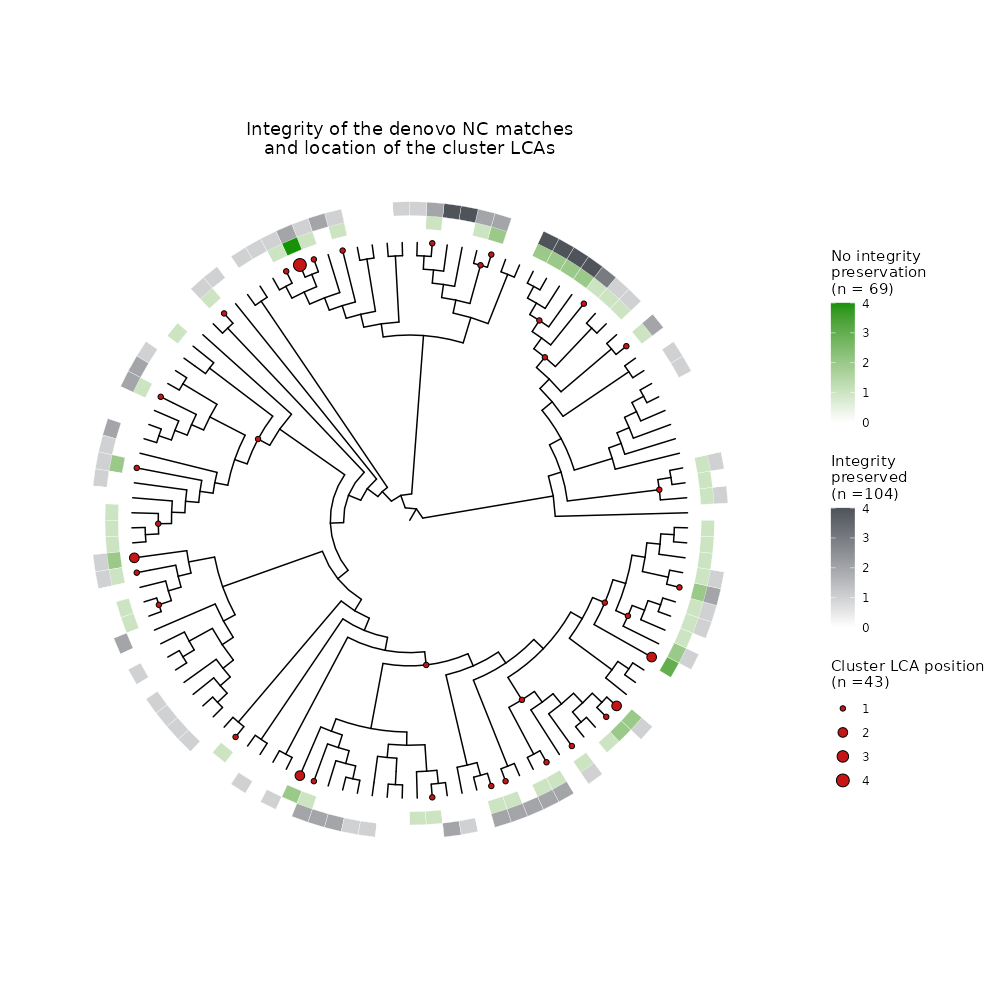 Integrity of the denovo NC matches
and location of the cluster LCAs
No integrity
preservation
(n = 69)
4
3
2
1
0
Integrity
preserved
(n =104)
4
3
2
1
0
Cluster LCA position
(n =43)
1
2
3
4